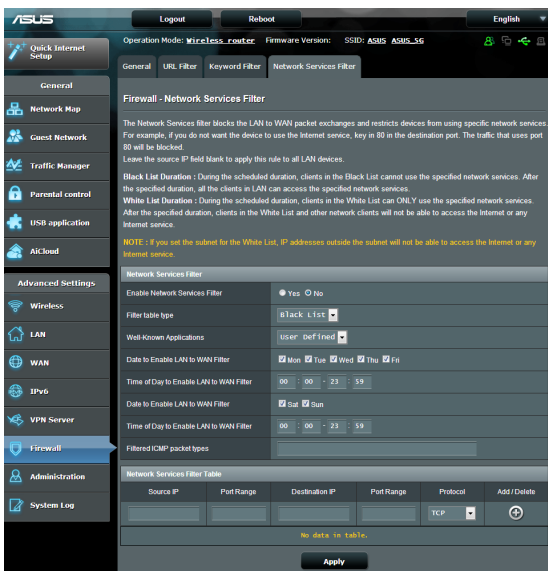 ASUS
Logout
Reboot
English
Quick Internet
Setup
Operation Mode: Wireless router Firmware Version: SSID: ASUS ASUS_5G
General
URL Filter
Keyword Filter
Network Services Filter
General
Network Map
Guest Network
Traffic Manager
Parental control
USB application
AiCloud
Advanced Settings
Wireless
LAN
WAN
IPv6
VPN Server
Firewall
Administration
System Log
Firewall - Network Services Filter
The Network Services filter blocks the LAN to WAN packet exchanges and restricts devices from using specific network services.
For example, if you do not want the device to use the Internet service, key in 80 in the destination port. The traffic that uses port
80 will be blocked.
Leave the source IP field blank to apply this rule to all LAN devices.
Black List Duration : During the scheduled duration, clients in the Black List cannot use the specified network services. After
the specified duration, all the clients in LAN can access the specified network services.
White List Duration : During the scheduled duration, clients in the White List can ONLY use the specified network services.
After the specified duration, clients in the White List and other network clients will not be able to access the Internet or any
Internet service.
NOTE : If you set the subnet for the White List, IP addresses outside the subnet will not be able to access the Internet or any
Internet service.
Network Services Filter
Enable Network Services Filter
Yes No
Filter table type
Black List
Well-Known Applications
User Defined
Date to Enable LAN to WAN Filter
Mon Tue Wed Thu Fri
Time of Day to Enable LAN to WAN Filter
00 : 00 - 23 : 59
Date to Enable LAN to WAN Filter
Sat Sun
Time of Day to Enable LAN to WAN Filter
00 : 00 - 23 : 59
Filtered ICMP packet types
Network Services Filter Table
Source IP
Port Range
Destination IP
Port Range
Protocol
Add / Delete
TCP
No data in table.
Apply